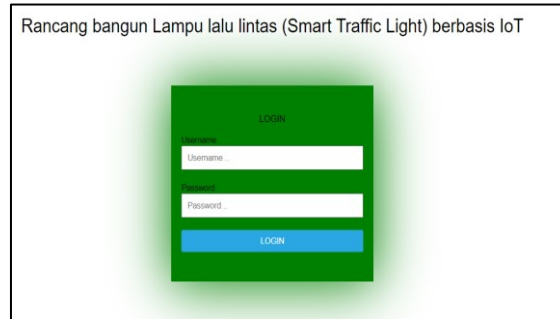 Rancang bangun Lampu lalu lintas (Smart Traffic Light) berbasis IoT
LOGIN
Username
Username ..
Password
Password ..
LOGIN